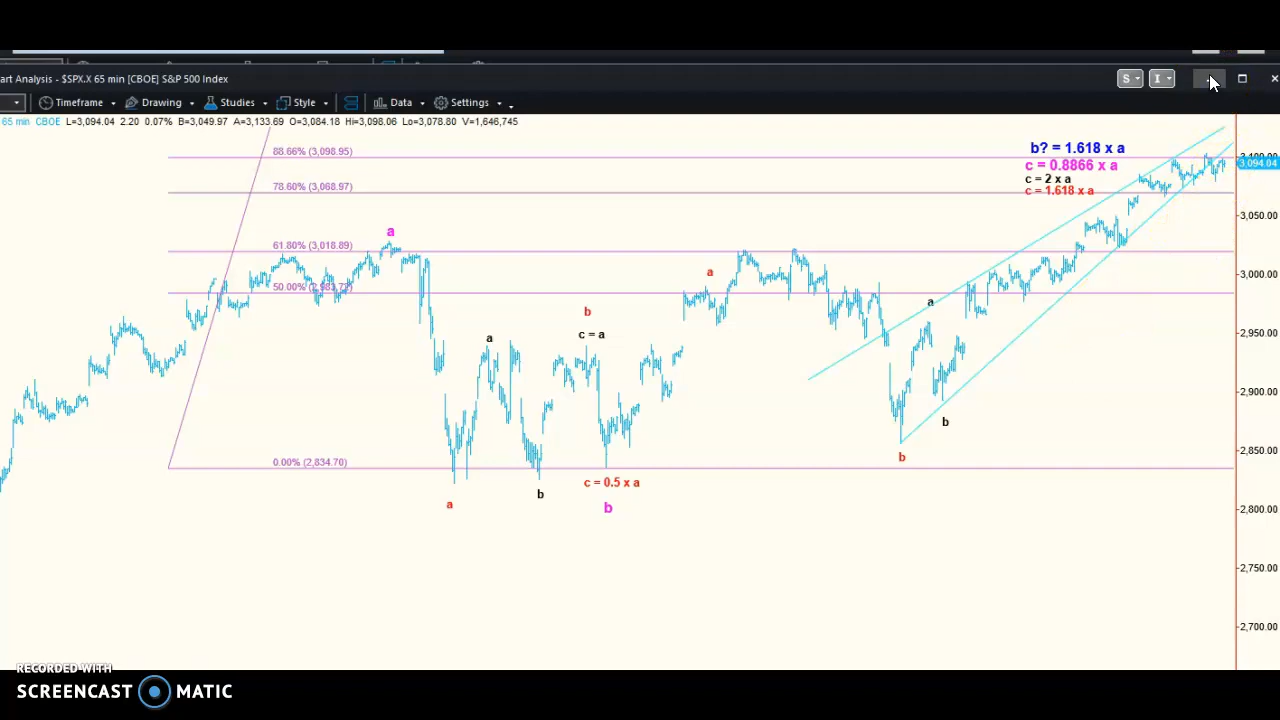 art Analysis - $SPX.X 65 min [CBOE] S&P 500 Index
S I
Timeframe Drawing Studies Style Data Settings
65 min CBOE L=3,094.04 2.20 0.07% B=3,049.97 A=3,133.69 O=3,084.18 Hi=3,098.06 Lo=3,078.80 V=1,646,745
88.66% (3,098.95)
b? = 1.618 x a
c = 0.8866 x a
c = 2 x a
c = 1.618 x a
78.60% (3,068.97)
61.80% (3,018.89)
50.00%
0.00% (2,834.70)
a
a
b
c = a
a
a
b
b
c = 0.5 x a
b
a
b
3,094.04
3,050.00
3,000.00
2,950.00
2,900.00
2,850.00
2,800.00
2,750.00
2,700.00
RECORDED WITH
SCREENCAST MATIC